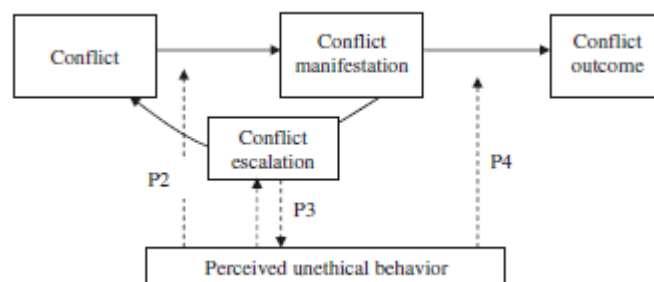 Conflict
Conflict
manifestation
Conflict
outcome
Conflict
escalation
P2
P3
P4
Perceived unethical behavior